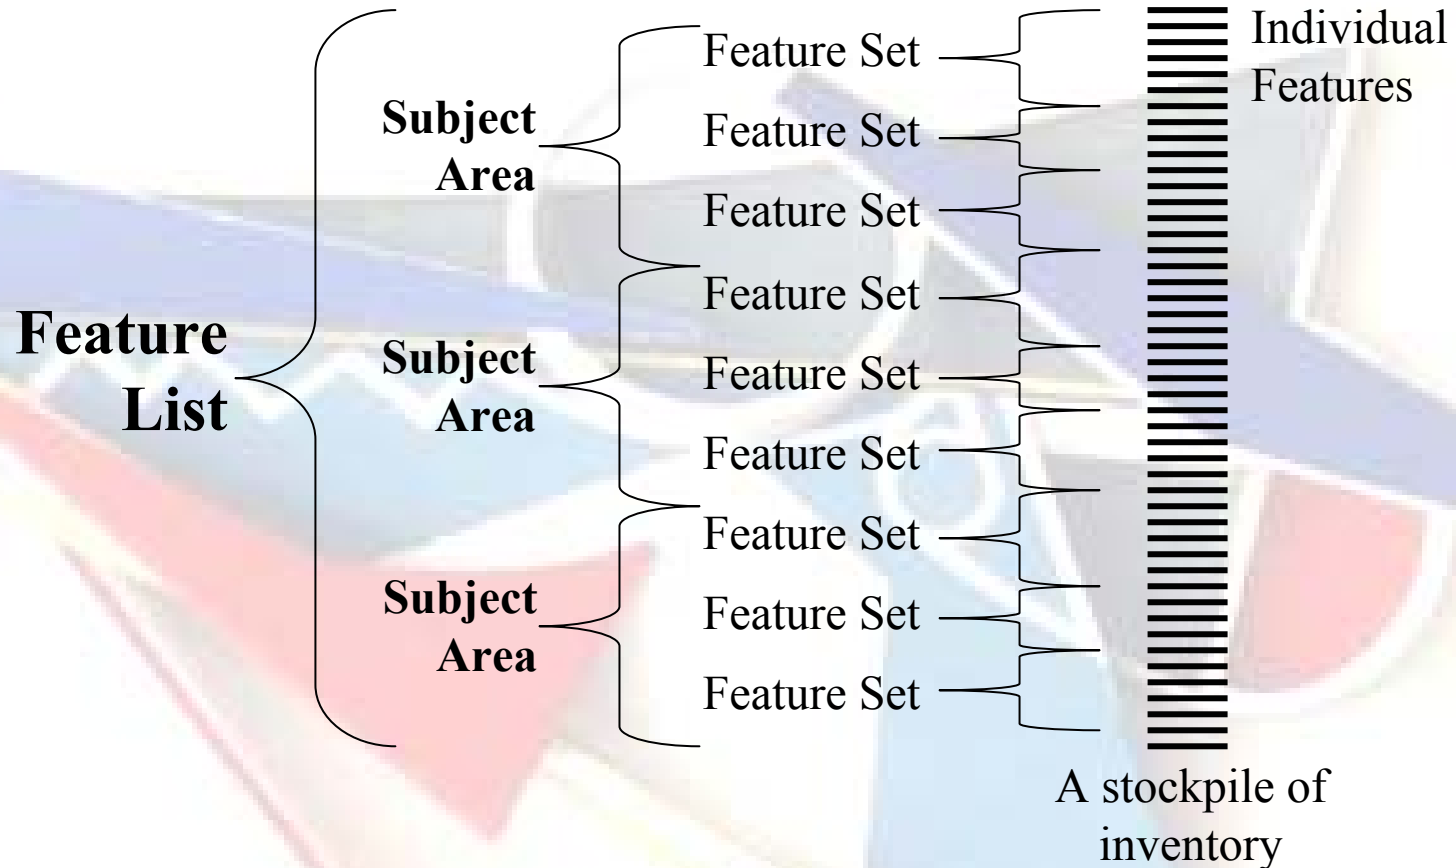 Feature
List
Subject
Area
Subject
Area
Subject
Area
Feature Set
Feature Set
Feature Set
Feature Set
Feature Set
Feature Set
Feature Set
Feature Set
Feature Set
Individual
Features
A stockpile of
inventory